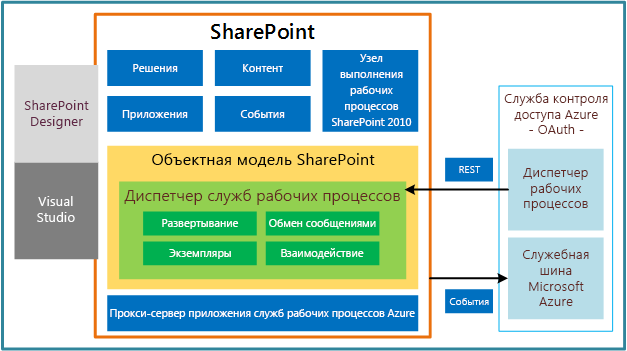 SharePoint
Решения
Контент
Узел
выполнения
рабочих
процессов
SharePoint 2010
Приложения
События
SharePoint
Designer
Visual
Studio
Объектная модель SharePoint
Диспетчер служб рабочих процессов
Развертывание
Обмен сообщениями
Экземпляры
Взаимодействие
Прокси-сервер приложения служб рабочих процессов Azure
REST
События
Служба контроля
доступа Azure
- OAuth -
Диспетчер
рабочих
процессов
Служебная
шина
Microsoft
Azure